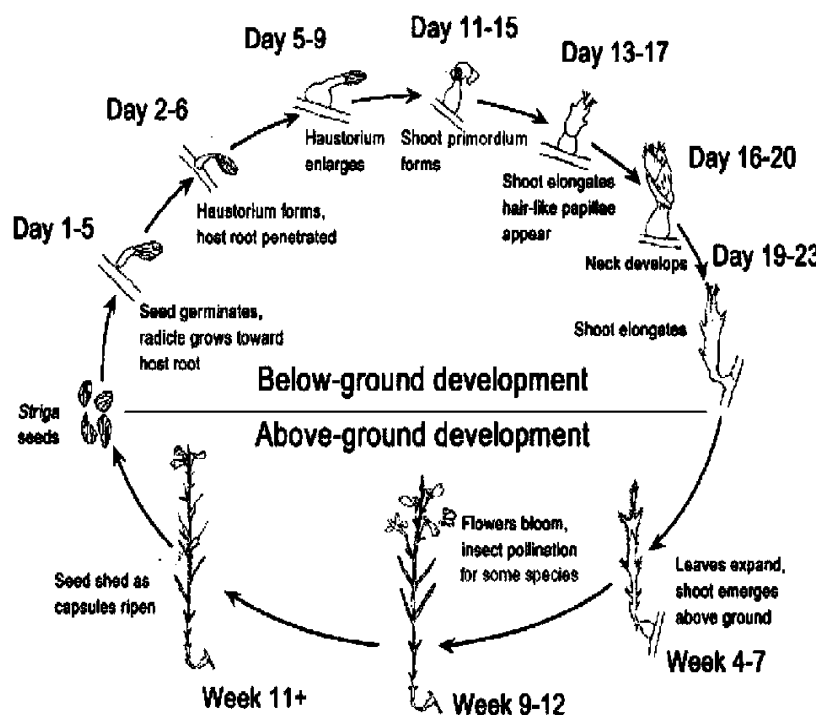 Day 5-9
Day 11-15
Day 13-17
Day 2-6
Haustorium
enlarges
Shoot primordium
forms
Day 16-20
Day 1-5
Haustorium forms,
host root penetrated
Shoot elongates
hair-like papillae
appear
Neck develops
Day 19-23
Seed germinates,
radicle grows toward
host root
Shoot elongates
Below-ground development
Striga
seeds
Above-ground development
Seed shed as
capsules ripen
Flowers bloom,
insect pollination
for some species
Leaves expand,
shoot emerges
above ground
Week 4-7
Week 11+
Week 9-12